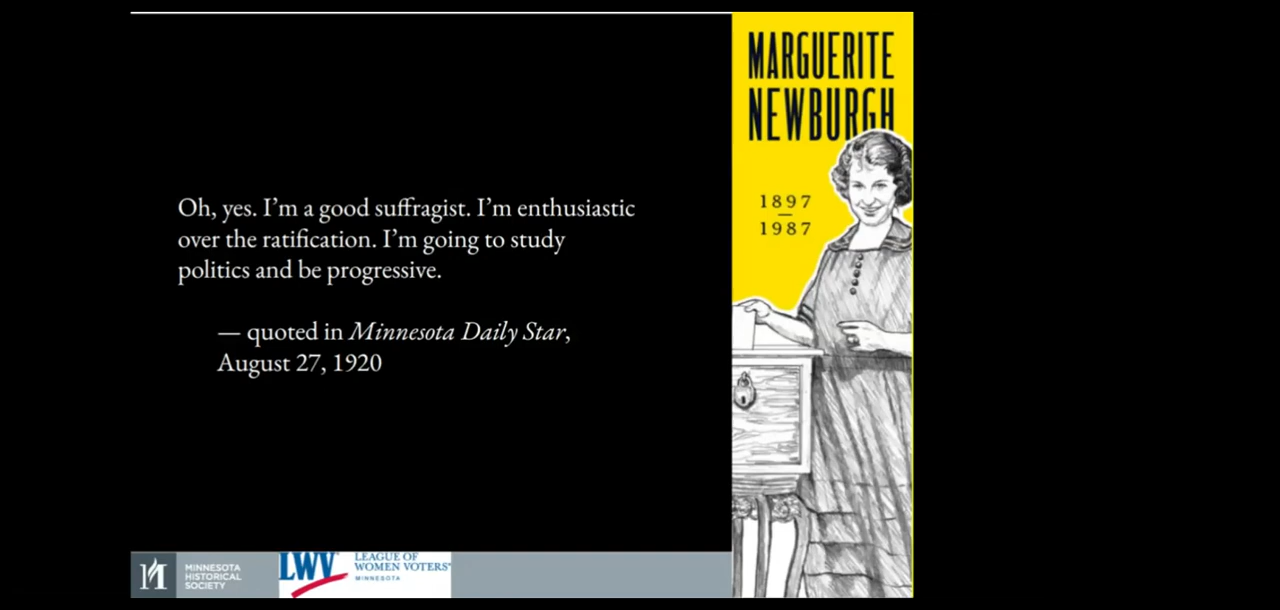 Oh, yes. I’m a good suffragist. I’m enthusiastic
over the ratification. I’m going to study
politics and be progressive.
— quoted in Minnesota Daily Star,
August 27, 1920
MARGUERITE
NEWBURGH
1897
—
1987
MINNESOTA
HISTORICAL
SOCIETY
LWV
LEAGUE OF
WOMEN VOTERS®
MINNESOTA